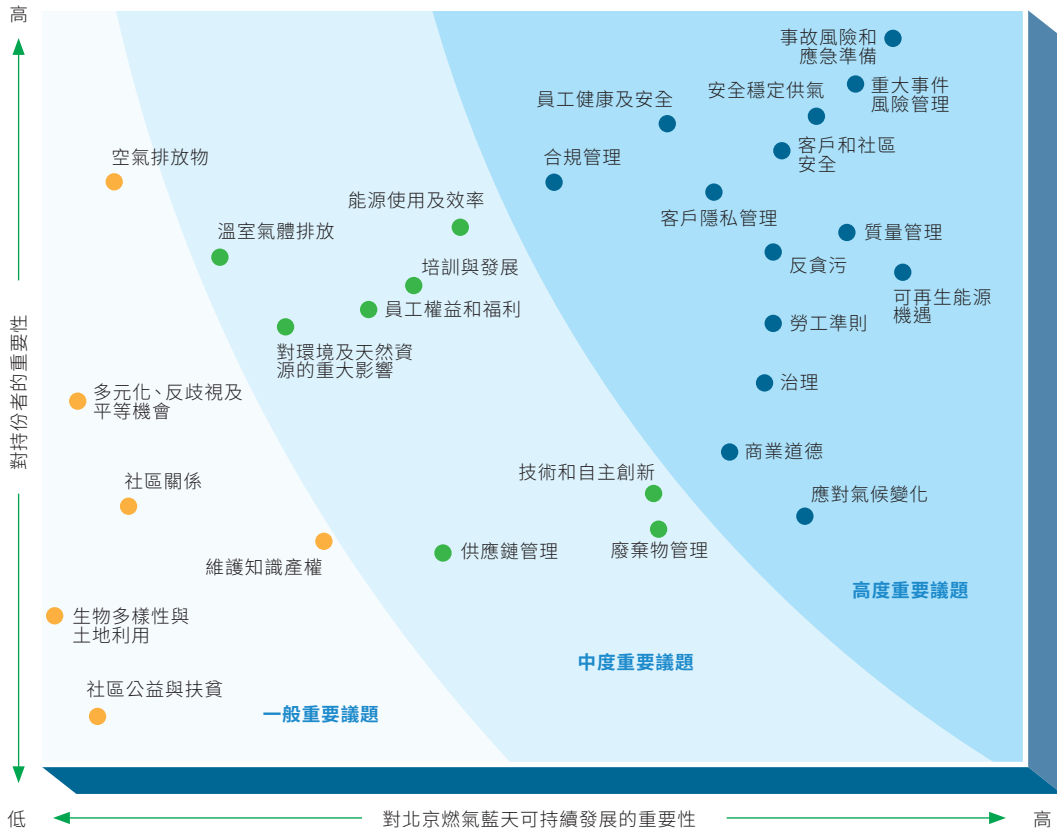 高
事故風險和
應急準備
安全穩定供氣
重大事件
風險管理
員工健康及安全
客戶和社區
安全
合規管理
空氣排放物
能源使用及效率
客戶隱私管理
溫室氣體排放
質量管理
培訓與發展
反貪污
可再生能源
機遇
員工權益和福利
勞工準則
對環境及天然資
源的重大影響
對持份者的重要性
治理
多元化、反歧視及
平等機會
商業道德
技術和自主創新
社區關係
應對氣候變化
供應鏈管理
廢棄物管理
維護知識產權
高度重要議題
生物多樣性與
土地利用
中度重要議題
社區公益與扶貧
一般重要議題
低
對北京燃氣藍天可持續發展的重要性
高